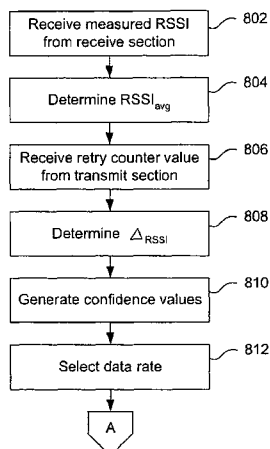 Receive measured RSSI
from receive section
802
Determine RSSIavg
804
Receive retry counter value
from transmit section
806
Determine △RSSI
808
Generate confidence values
810
Select data rate
812
A